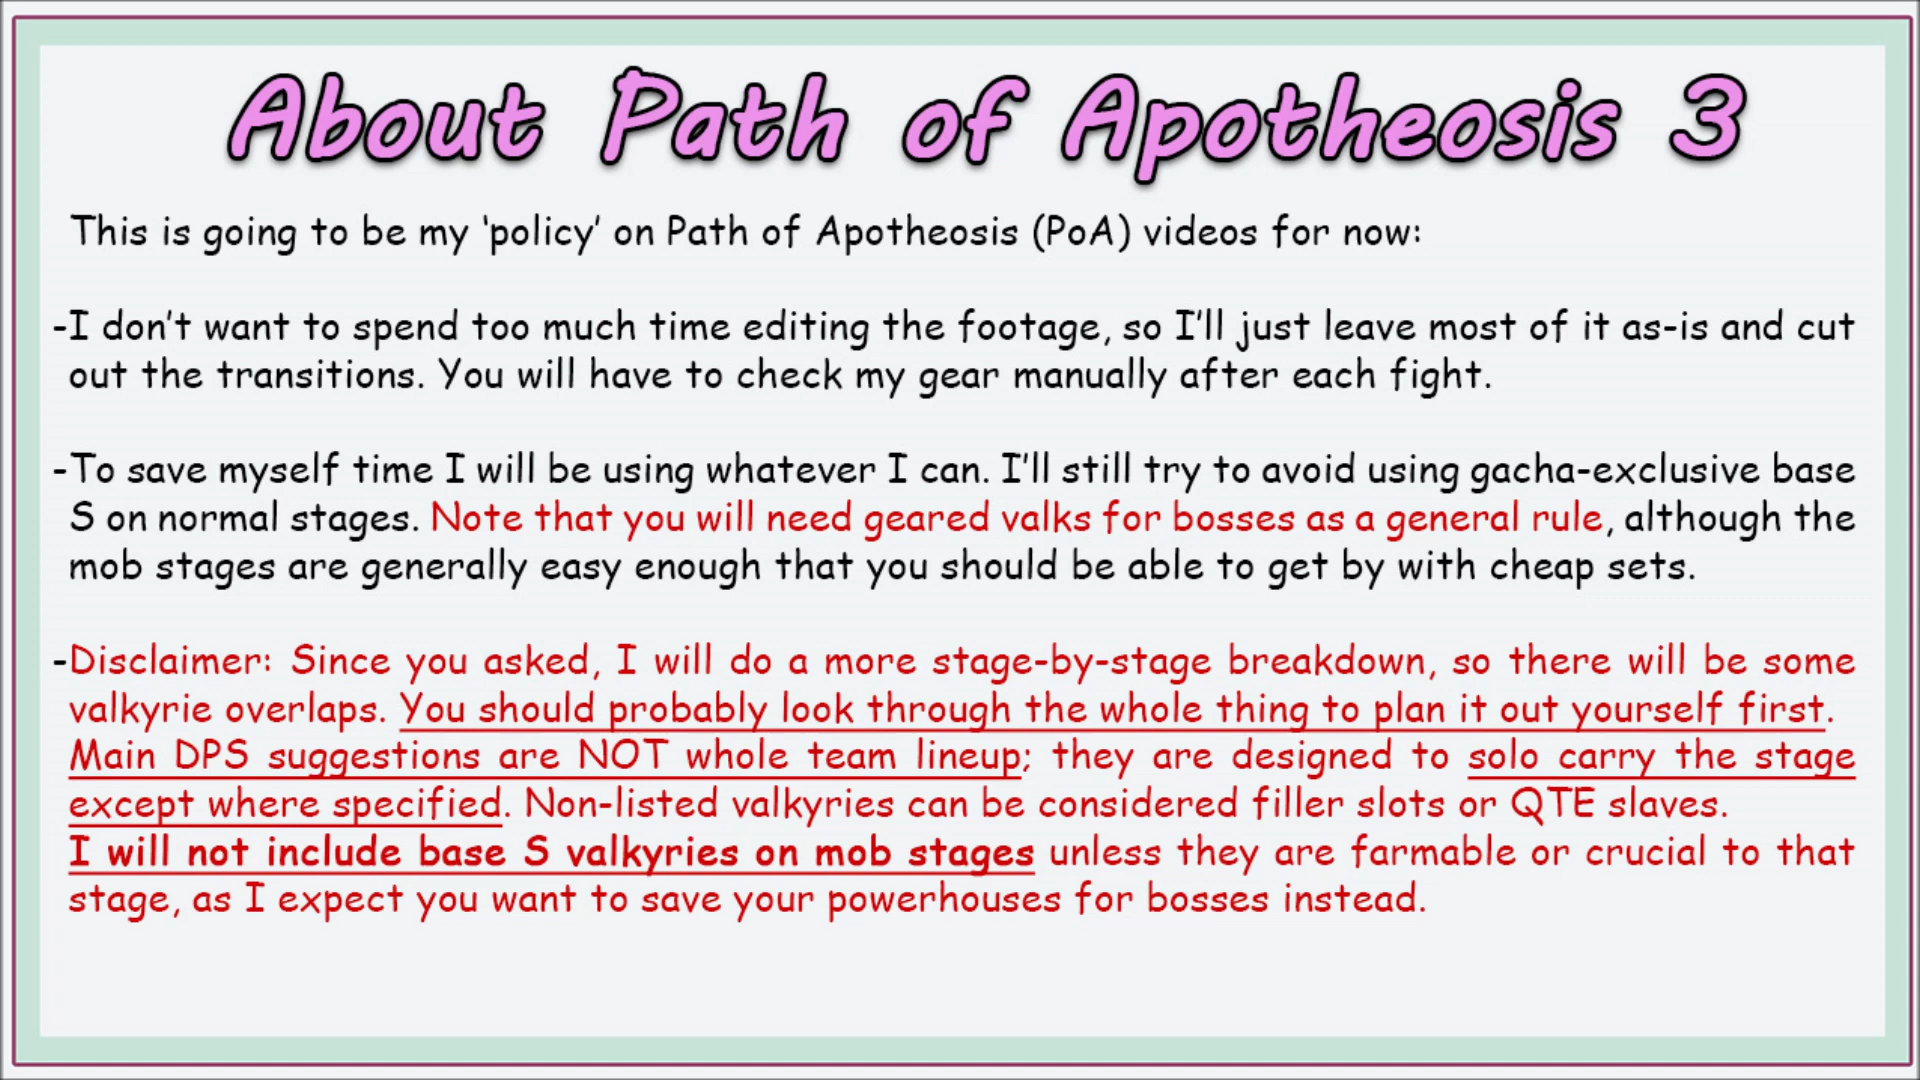 About Path of Apotheosis 3
This is going to be my ‘policy’ on Path of Apotheosis (PoA) videos for now:
-I don’t want to spend too much time editing the footage, so I’ll just leave most of it as-is and cut
out the transitions. You will have to check my gear manually after each fight.
-To save myself time I will be using whatever I can. I’ll still try to avoid using gacha-exclusive base
S on normal stages. Note that you will need geared valks for bosses as a general rule, although the
mob stages are generally easy enough that you should be able to get by with cheap sets.
-Disclaimer: Since you asked, I will do a more stage-by-stage breakdown, so there will be some
valkyrie overlaps. You should probably look through the whole thing to plan it out yourself first.
Main DPS suggestions are NOT whole team lineup; they are designed to solo carry the stage
except where specified. Non-listed valkyries can be considered filler slots or QTE slaves.
I will not include base S valkyries on mob stages unless they are farmable or crucial to that
stage, as I expect you want to save your powerhouses for bosses instead.